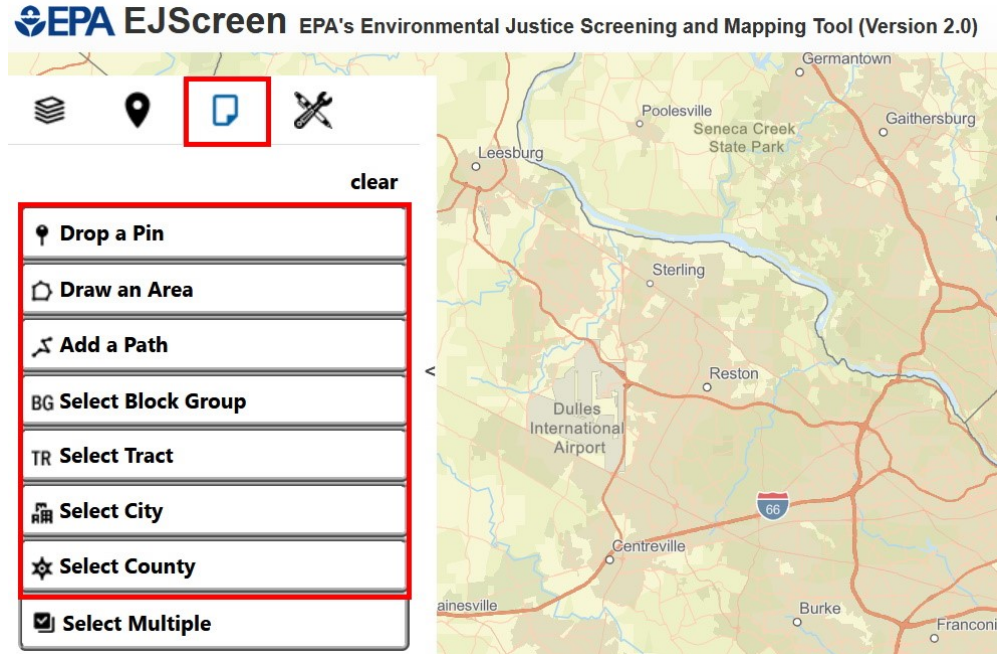 EPA EJScreen EPA's Environmental Justice Screening and Mapping Tool (Version 2.0)
clear
Drop a Pin
Draw an Area
Add a Path
BG Select Block Group
TR Select Tract
Select City
Select County
Select Multiple
<
Germantown
Poolesville
Gaithersburg
Seneca Creek
State Park
Leesburg
Sterling
Reston
Dulles
International
Airport
66
Centreville
ainesville
Burke
Franconi